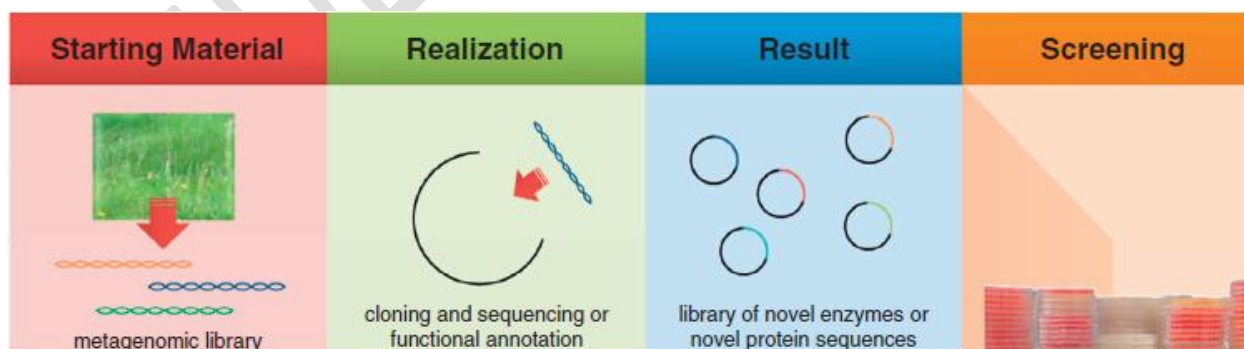 Starting Material
Realization
Result
Screening
metagenomic library
cloning and sequencing or
functional annotation
library of novel enzymes or
novel protein sequences